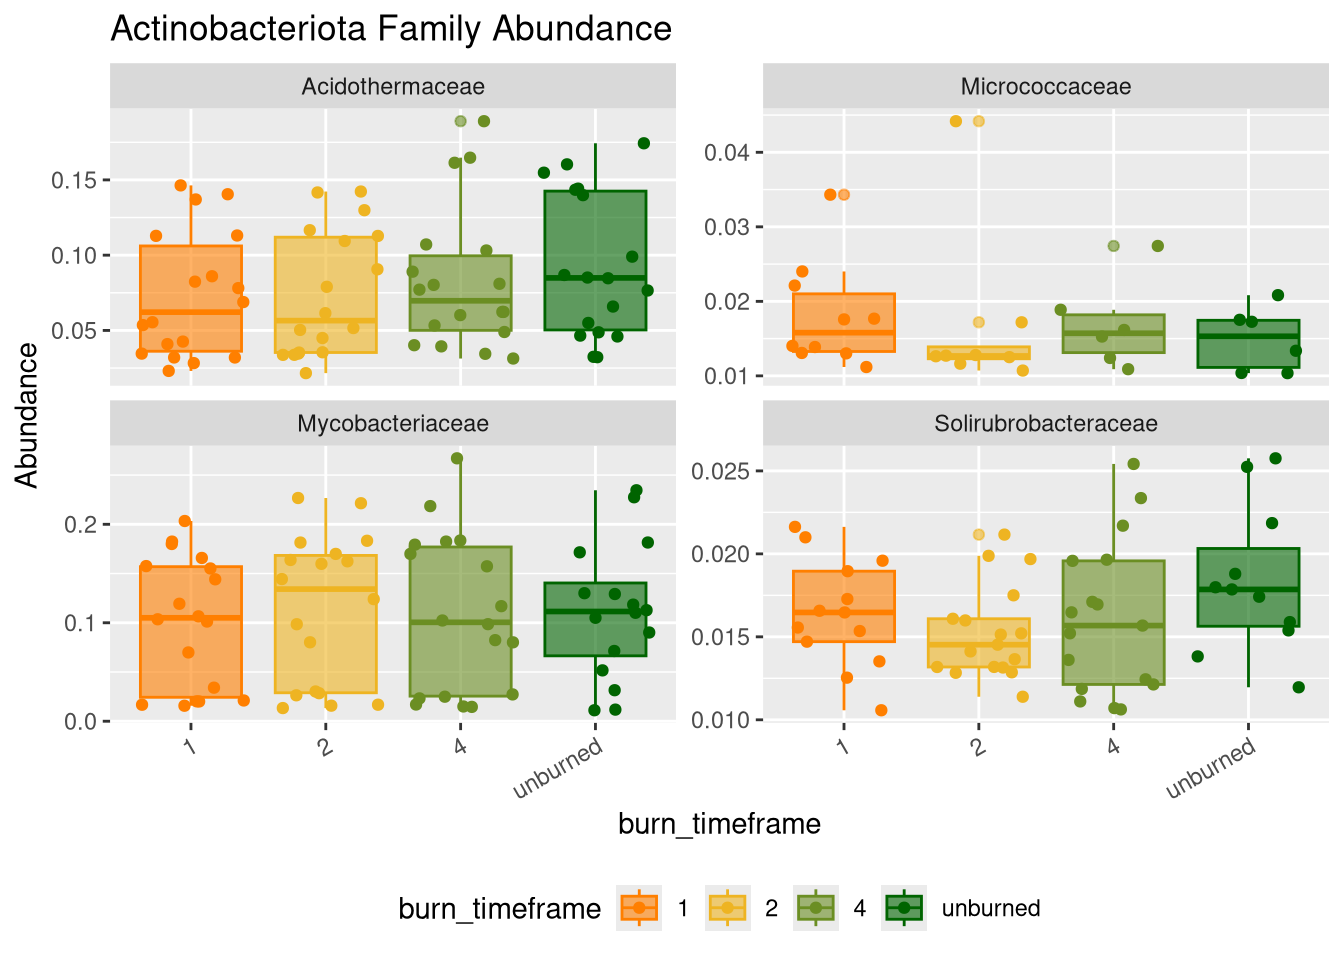 Actinobacteriota Family Abundance
Acidothermaceae
Micrococcaceae
0.15
0.10
0.05
0.04
0.03
0.02
0.01
Abundance
Mycobacteriaceae
Solirubrobacteraceae
0.2
0.1
0.0
0.025
0.020
0.015
0.010
1 2 4 unburned
1 2 4 unburned
burn_timeframe
burn_timeframe 1 2 4 unburned